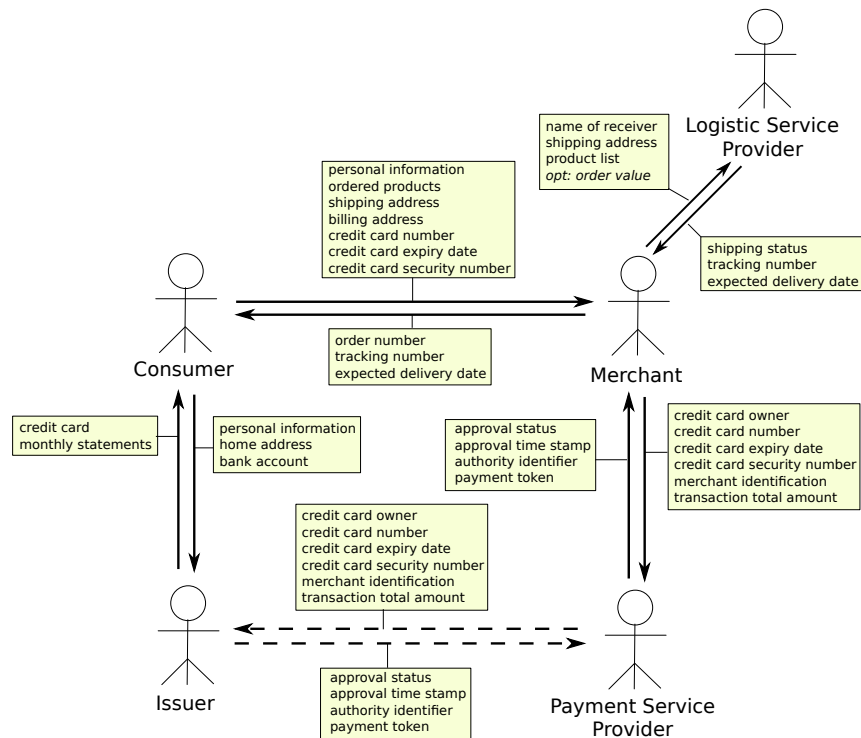 Logistic Service
Provider
name of receiver
shipping address
product list
opt: order value
shipping status
tracking number
expected delivery date
personal information
ordered products
shipping address
billing address
credit card number
credit card expiry date
credit card security number
order number
tracking number
expected delivery date
Consumer
Merchant
credit card
monthly statements
personal information
home address
bank account
approval status
approval time stamp
authority identifier
payment token
credit card owner
credit card number
credit card expiry date
credit card security number
merchant identification
transaction total amount
credit card owner
credit card number
credit card expiry date
credit card security number
merchant identification
transaction total amount
approval status
approval time stamp
authority identifier
payment token
Issuer
Payment Service
Provider